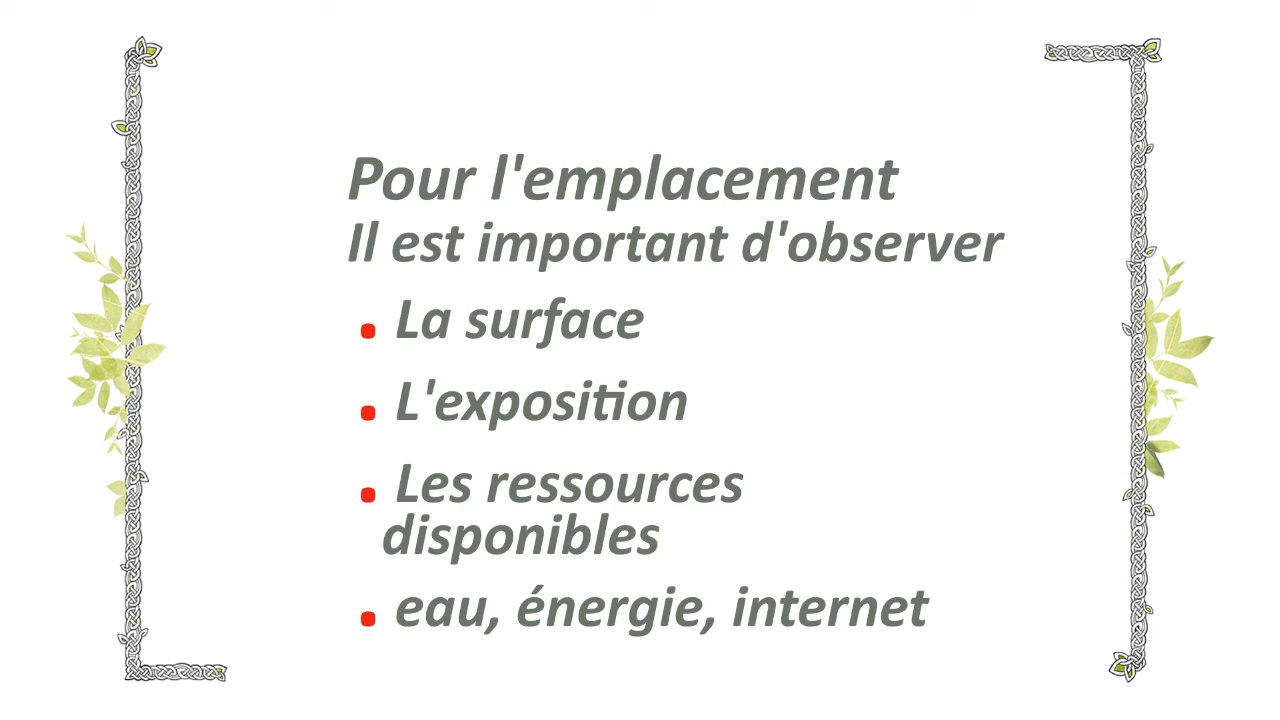 Pour l'emplacement
Il est important d'observer
. La surface
. L'exposition
. Les ressources
disponibles
. eau, énergie, internet